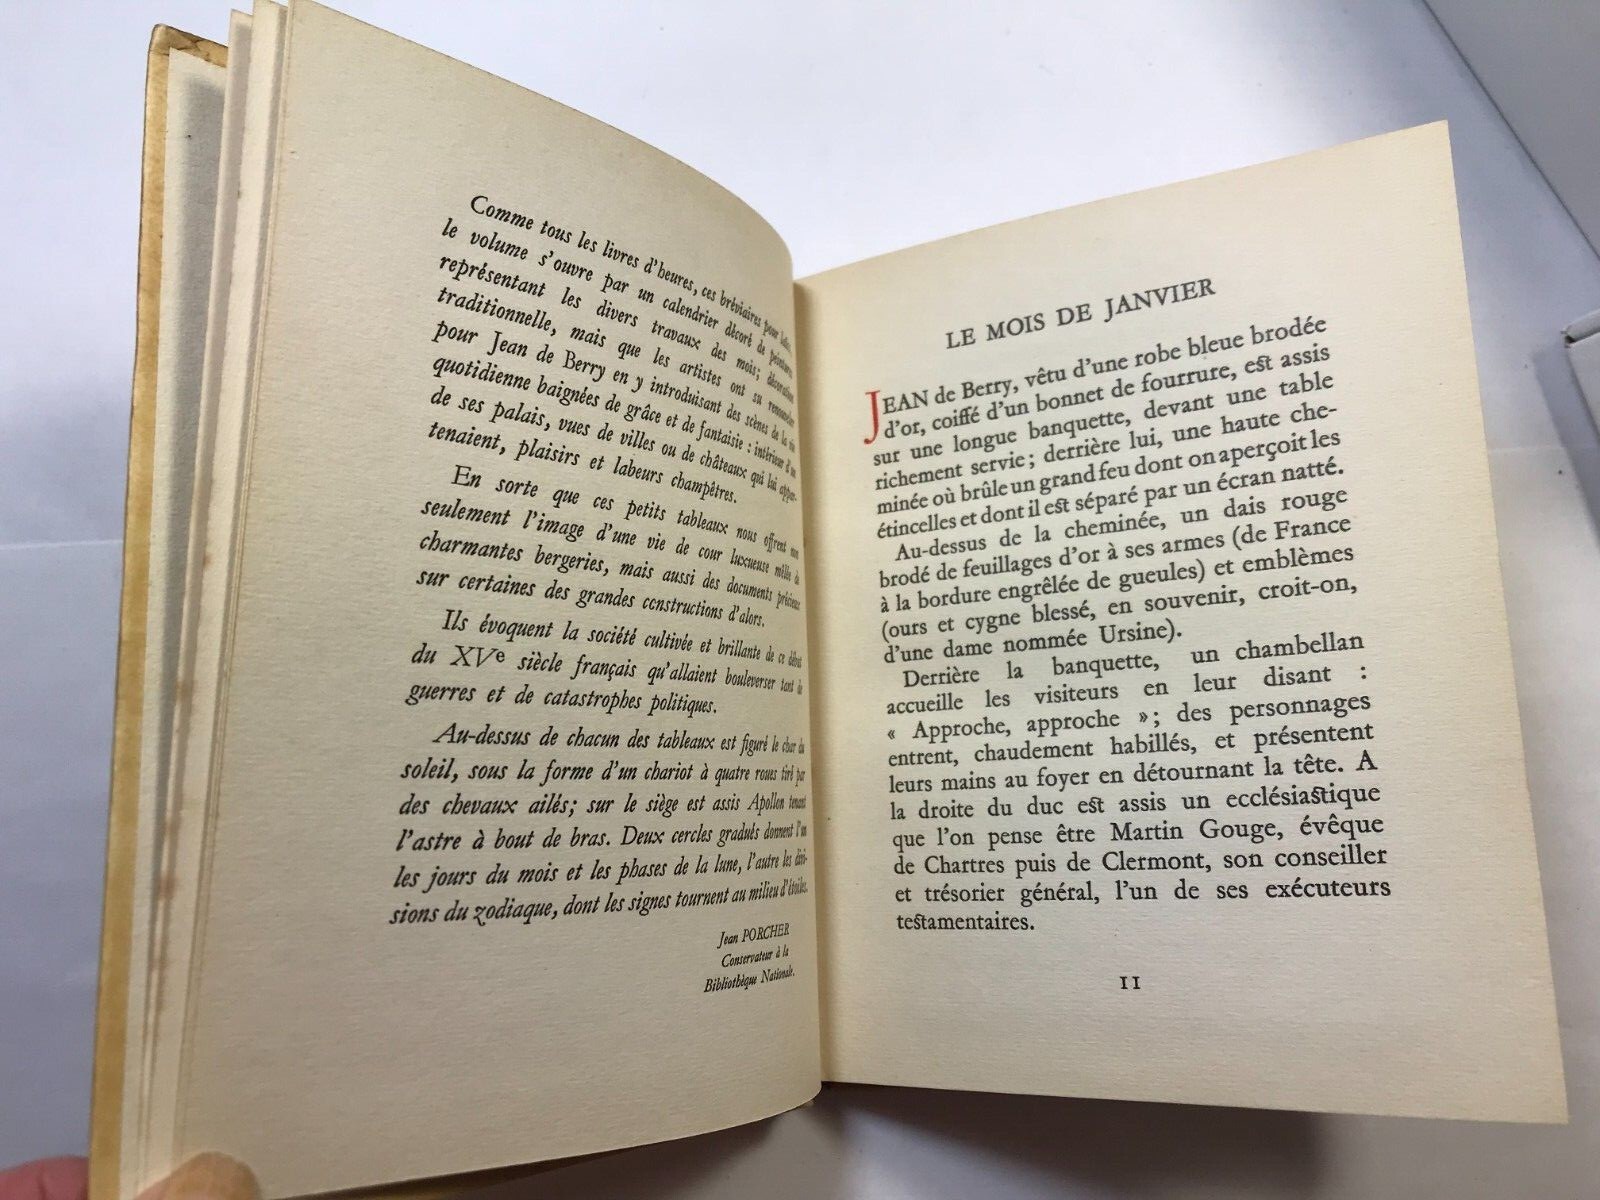 Comme tous les livres d'heures, ces bréviaires pour laïcs,
le volume s'ouvre par un calendrier décoré de peintures
représentant les divers travaux des mois; décoration
traditionnelle, mais que les artistes ont su renouveler
pour Jean de Berry en y introduisant des scènes de la vie
quotidienne baignées de grâce et de fantaisie : intérieur d'un
de ses palais, vues de villes ou de châteaux qui lui appar-
tenaient, plaisirs et labeurs champêtres.
En sorte que ces petits tableaux nous offrent non
seulement l'image d'une vie de cour luxueuse mêlée de
charmantes bergeries, mais aussi des documents précieux
sur certaines des grandes constructions d'alors.
Ils évoquent la société cultivée et brillante de ce début
du XVe siècle français qu'allaient bouleverser tant de
guerres et de catastrophes politiques.
Au-dessus de chacun des tableaux est figuré le char du
soleil, sous la forme d'un chariot à quatre roues tiré par
des chevaux ailés; sur le siège est assis Apollon tenant
l'astre à bout de bras. Deux cercles gradués donnent l'un
les jours du mois et les phases de la lune, l'autre les divi-
sions du zodiaque, dont les signes tournent au milieu d'étoiles.
Jean PORCHER
Conservateur à la
Bibliothèque Nationale.
LE MOIS DE JANVIER
JEAN de Berry, vêtu d'une robe bleue brodée
d'or, coiffé d'un bonnet de fourrure, est assis
sur une longue banquette, devant une table
richement servie; derrière lui, une haute che-
minée où brûle un grand feu dont on aperçoit les
étincelles et dont il est séparé par un écran natté.
Au-dessus de la cheminée, un dais rouge
brodé de feuillages d'or à ses armes (de France
à la bordure engrêlée de gueules) et emblèmes
(ours et cygne blessé, en souvenir, croit-on,
d'une dame nommée Ursine).
Derrière la banquette, un chambellan
accueille les visiteurs en leur disant :
« Approche, approche »; des personnages
entrent, chaudement habillés, et présentent
leurs mains au foyer en détournant la tête. A
la droite du duc est assis un ecclésiastique
que l'on pense être Martin Gouge, évêque
de Chartres puis de Clermont, son conseiller
et trésorier général, l'un de ses exécuteurs
testamentaires.
11